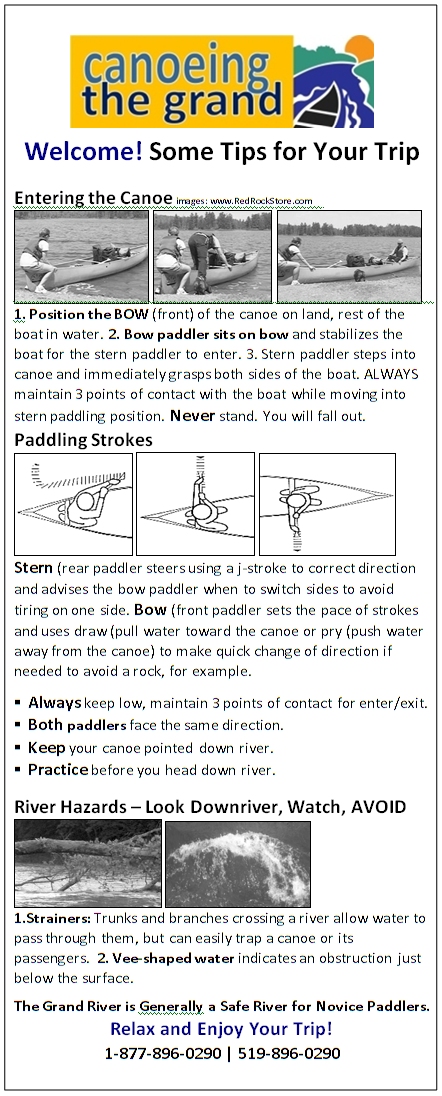 canoeing
the grand
Welcome! Some Tips for Your Trip
Entering the Canoe images: www.RedRockStore.com
1. Position the BOW (front) of the canoe on land, rest of the
boat in water. 2. Bow paddler sits on bow and stabilizes the
boat for the stern paddler to enter. 3. Stern paddler steps into
canoe and immediately grasps both sides of the boat. ALWAYS
maintain 3 points of contact with the boat while moving into
stern paddling position. Never stand. You will fall out.
Paddling Strokes
Stern (rear paddler steers using a j-stroke to correct direction
and advises the bow paddler when to switch sides to avoid
tiring on one side. Bow (front paddler sets the pace of strokes
and uses draw (pull water toward the canoe or pry (push water
away from the canoe) to make quick change of direction if
needed to avoid a rock, for example.
▪ Always keep low, maintain 3 points of contact for enter/exit.
▪ Both paddlers face the same direction.
▪ Keep your canoe pointed down river.
▪ Practice before you head down river.
River Hazards – Look Downriver, Watch, AVOID
1.Strainers: Trunks and branches crossing a river allow water to
pass through them, but can easily trap a canoe or its
passengers. 2. Vee-shaped water indicates an obstruction just
below the surface.
The Grand River is Generally a Safe River for Novice Paddlers.
Relax and Enjoy Your Trip!
1-877-896-0290 | 519-896-0290